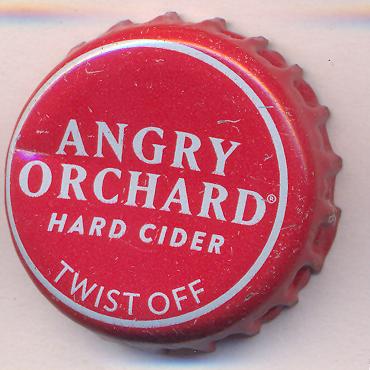 ANGRY
ORCHARD®
HARD CIDER
TWIST OFF